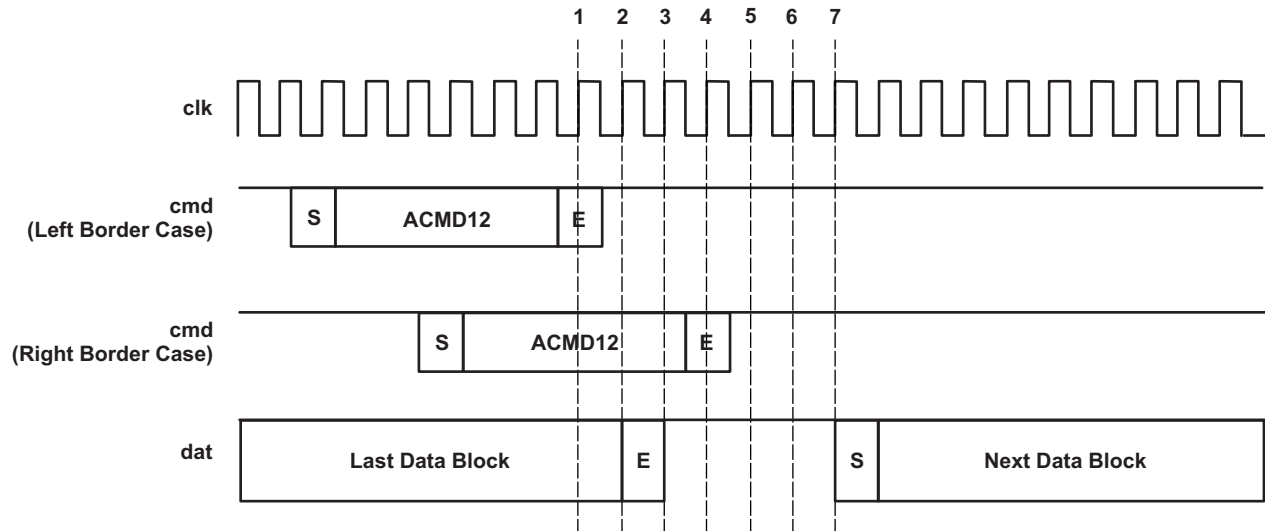 1 2 3 4 5 6 7
clk
cmd
(Left Border Case)
S ACMD12 E
cmd
(Right Border Case)
S ACMD12 E
dat
Last Data Block E S Next Data Block